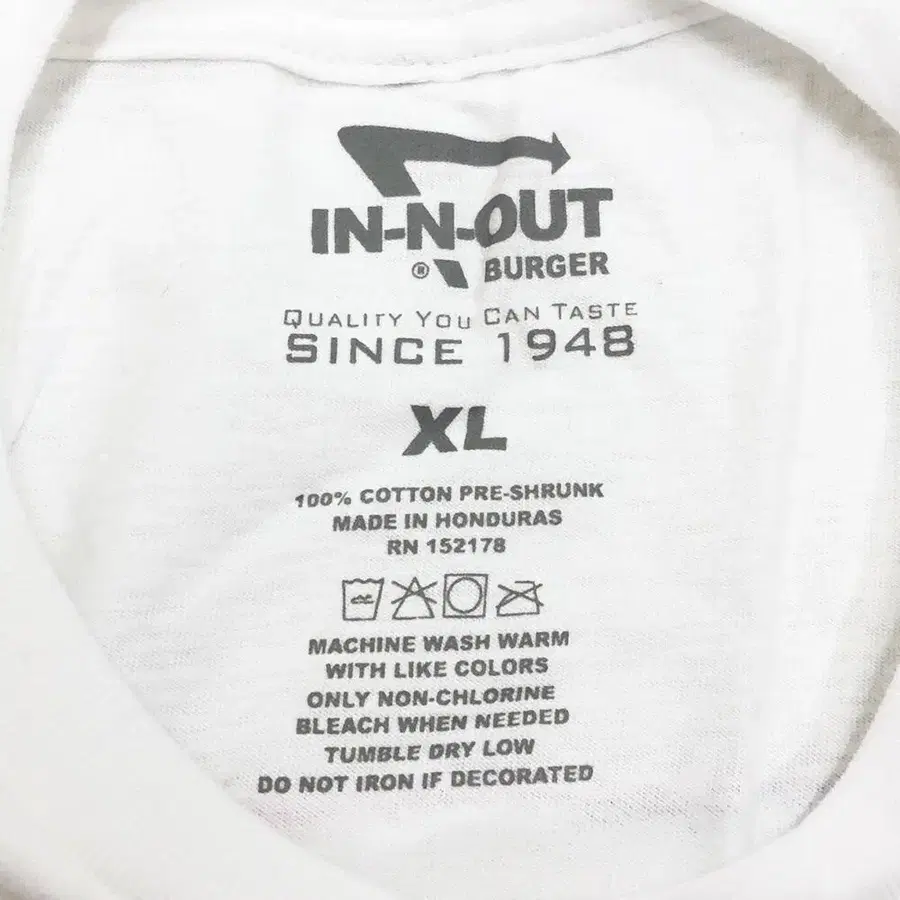 IN-N-OUT
® BURGER
QUALITY YOU CAN TASTE
SINCE 1948
XL
100% COTTON PRE-SHRUNK
MADE IN HONDURAS
RN 152178
MACHINE WASH WARM
WITH LIKE COLORS
ONLY NON-CHLORINE
BLEACH WHEN NEEDED
TUMBLE DRY LOW
DO NOT IRON IF DECORATED